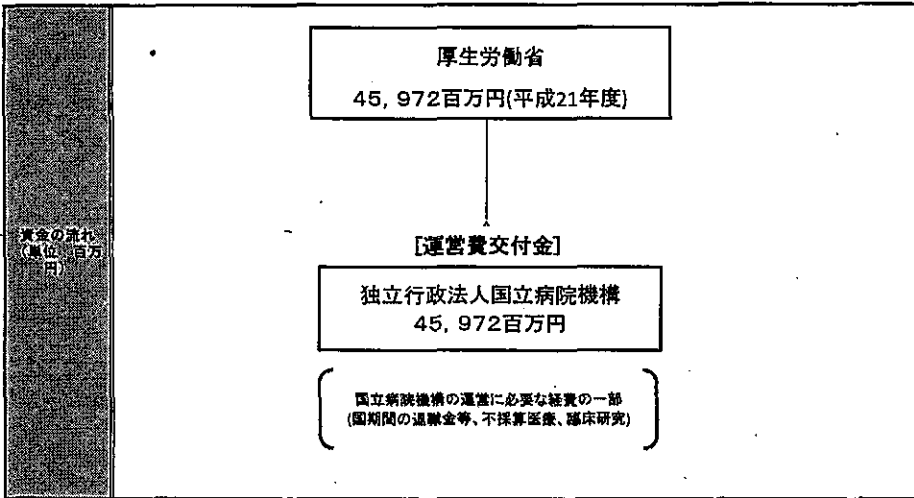 厚生労働省
45,972百万円(平成21年度)
資金の流れ
(単位:百万
円)
[運営費交付金]
独立行政法人国立病院機構
45,972百万円
国立病院機構の運営に必要な経費の一部
(国期間の退職金等、不採算医療、臨床研究)